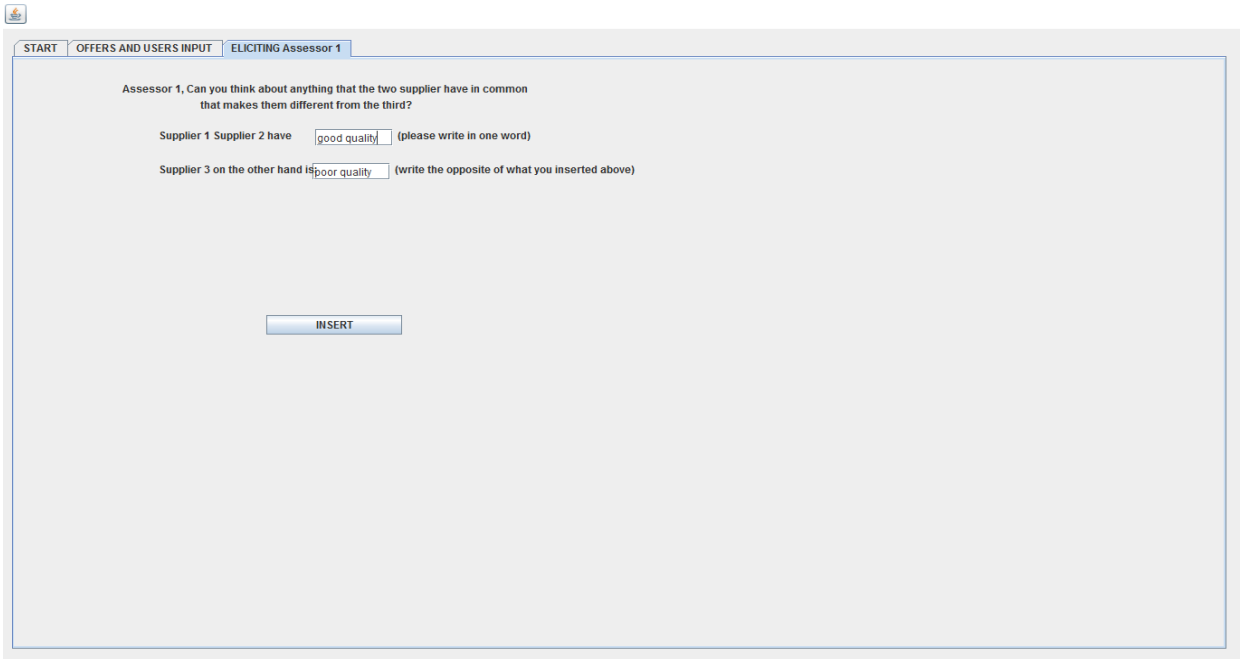 START OFFERS AND USERS INPUT ELICITING Assessor 1
Assessor 1, Can you think about anything that the two supplier have in common
that makes them different from the third?
Supplier 1 Supplier 2 have good quality (please write in one word)
Supplier 3 on the other hand is: poor quality (write the opposite of what you inserted above)
INSERT